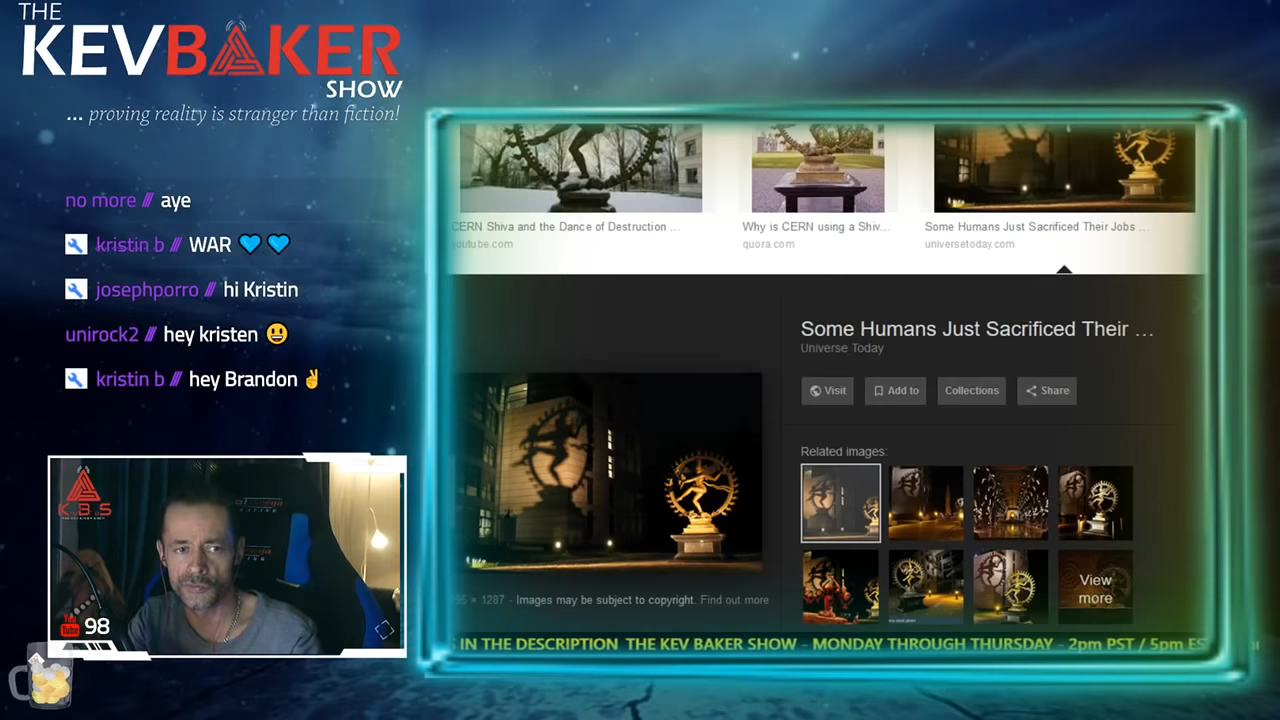 THE
KEVBAKER
SHOW
... proving reality is stranger than fiction!
no more /// aye
kristin b /// WAR 💙 💙
josephporro /// hi Kristin
unirock2 /// hey kristen 😃
kristin b /// hey Brandon ✌
KBS
YouTube
98
CERN Shiva and the Dance of Destruction ...
youtube.com
Why is CERN using a Shiv...
quora.com
Some Humans Just Sacrificed Their Jobs ...
universetoday.com
Some Humans Just Sacrificed Their ...
Universe Today
Visit
Add to
Collections
Share
Related images:
View
more
× 1287 - Images may be subject to copyright. Find out more
S IN THE DESCRIPTION THE KEV BAKER SHOW - MONDAY THROUGH THURSDAY - 2pm PST / 5pm ES